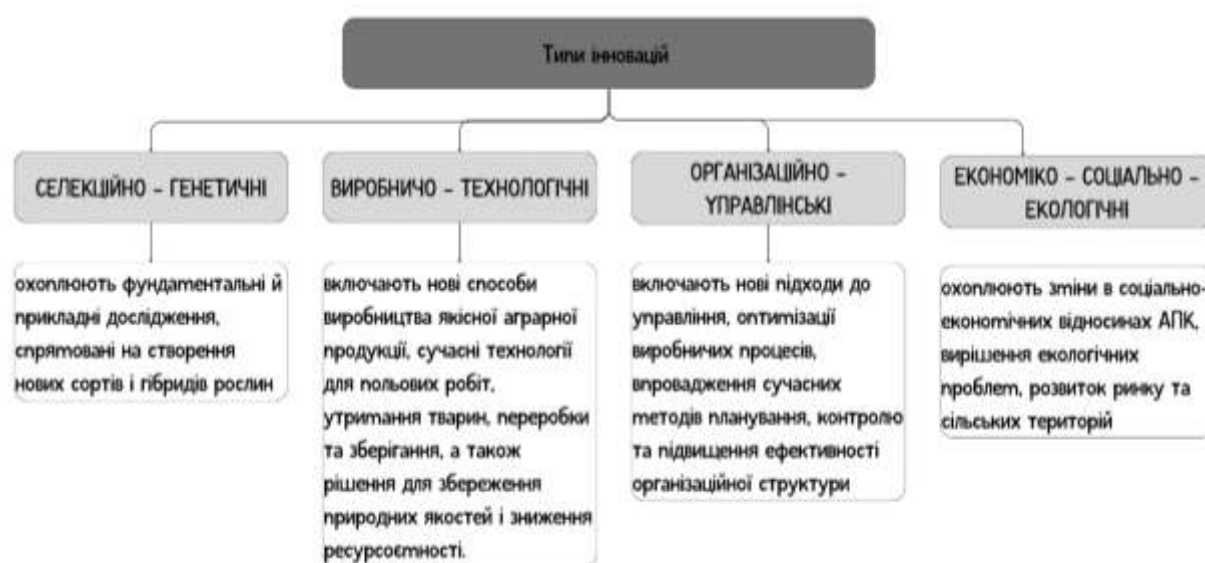 Типи інновацій
СЕЛЕКЦІЙНО – ГЕНЕТИЧНІ
охоплюють фундаментальні й
прикладні дослідження,
спрямовані на створення
нових сортів і гібридів рослин
ВИРОБНИЧО – ТЕХНОЛОГІЧНІ
включають нові способи
виробництва якісної аграрної
продукції, сучасні технології
для польових робіт,
утримання тварин, переробки
та зберігання, а також
рішення для збереження
природних якостей і зниження
ресурсоємності.
ОРГАНІЗАЦІЙНО –
УПРАВЛІНСЬКІ
включають нові підходи до
управління, оптимізації
виробничих процесів,
впровадження сучасних
методів планування, контролю
та підвищення ефективності
організаційної структури
ЕКОНОМІКО – СОЦІАЛЬНО –
ЕКОЛОГІЧНІ
охоплюють зміни в соціально-
економічних відносинах АПК,
вирішення екологічних
проблем, розвиток ринку та
сільських територій